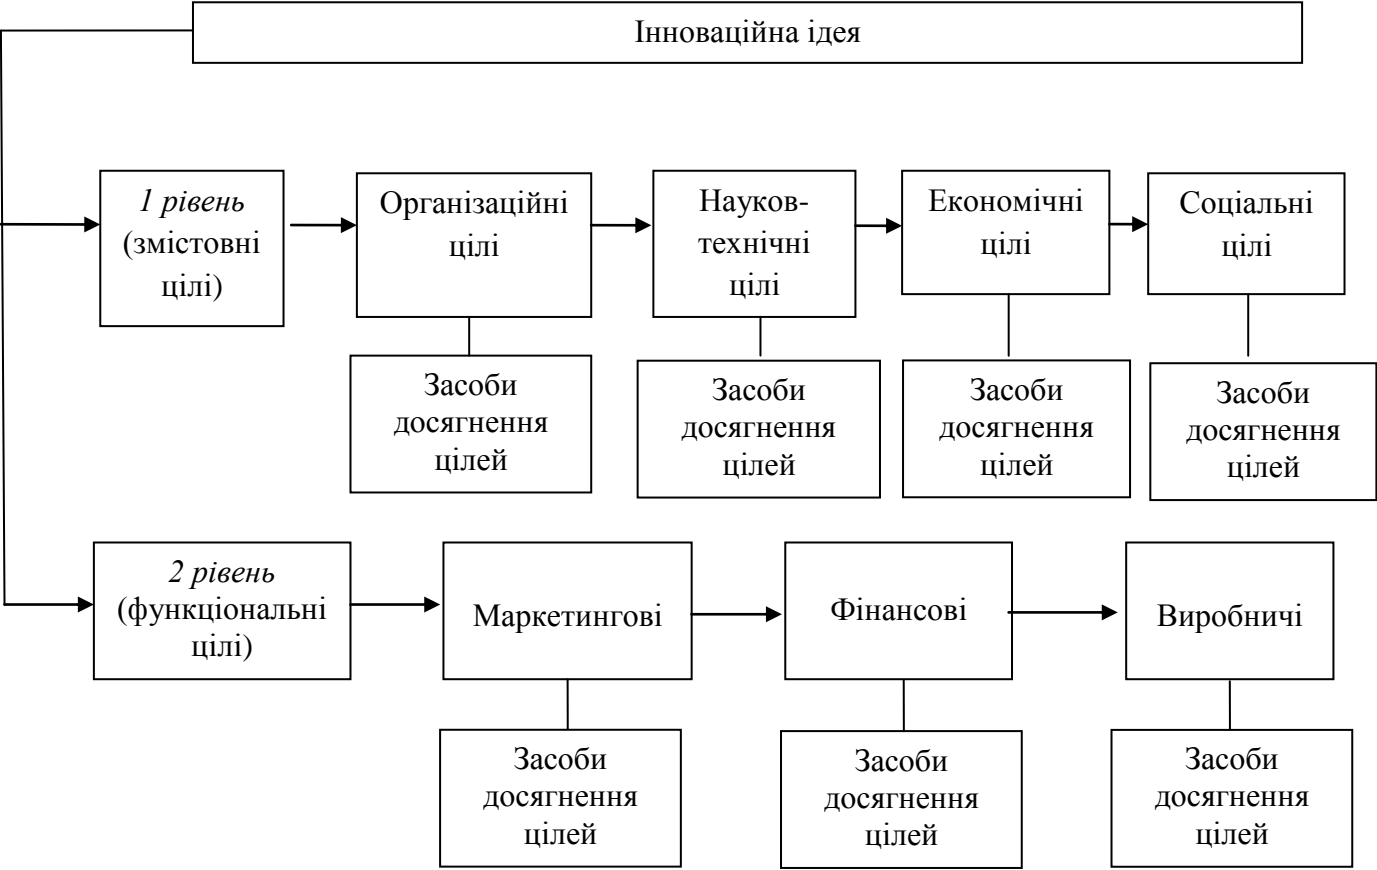 Інноваційна ідея
1 рівень
(змістовні
цілі)
Організаційні
цілі
Науков-
технічні
цілі
Економічні
цілі
Соціальні
цілі
Засоби
досягнення
цілей
Засоби
досягнення
цілей
Засоби
досягнення
цілей
Засоби
досягнення
цілей
2 рівень
(функціональні
цілі)
Маркетингові
Фінансові
Виробничі
Засоби
досягнення
цілей
Засоби
досягнення
цілей
Засоби
досягнення
цілей